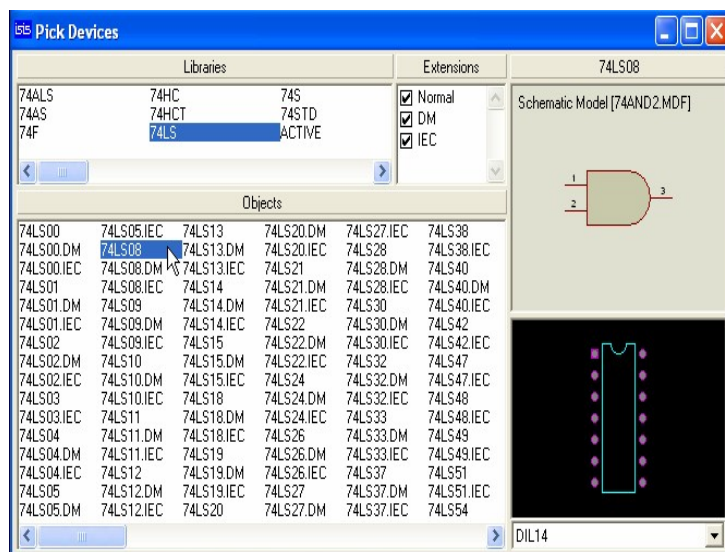 isis Pick Devices
Libraries
Extensions
74LS08
74ALS 74HC 74S
74AS 74HCT 74STD
74F 74LS ACTIVE
Normal
DM
IEC
Schematic Model [74AND2.MDF]
1
2
3
Objects
74LS00 74LS05.IEC 74LS13 74LS20.DM 74LS27.IEC 74LS38
74LS00.DM 74LS08 74LS13.DM 74LS20.IEC 74LS28 74LS38.IEC
74LS00.IEC 74LS08.DM 74LS13.IEC 74LS21 74LS28.DM 74LS40
74LS01 74LS08.IEC 74LS14 74LS21.DM 74LS28.IEC 74LS40.DM
74LS01.DM 74LS09 74LS14.DM 74LS21.IEC 74LS30 74LS40.IEC
74LS01.IEC 74LS09.DM 74LS14.IEC 74LS22 74LS30.DM 74LS42
74LS02 74LS09.IEC 74LS15 74LS22.DM 74LS30.IEC 74LS42.IEC
74LS02.DM 74LS10 74LS15.DM 74LS22.IEC 74LS32 74LS47
74LS02.IEC 74LS10.DM 74LS15.IEC 74LS24 74LS32.DM 74LS47.IEC
74LS03 74LS10.IEC 74LS18 74LS24.DM 74LS32.IEC 74LS48
74LS03.IEC 74LS11 74LS18.DM 74LS24.IEC 74LS33 74LS48.IEC
74LS04 74LS11.DM 74LS18.IEC 74LS26 74LS33.DM 74LS49
74LS04.DM 74LS11.IEC 74LS19 74LS26.DM 74LS33.IEC 74LS49.IEC
74LS04.IEC 74LS12 74LS19.DM 74LS26.IEC 74LS37 74LS51
74LS05 74LS12.DM 74LS19.IEC 74LS27 74LS37.DM 74LS51.IEC
74LS05.DM 74LS12.IEC 74LS20 74LS27.DM 74LS37.IEC 74LS54
DIL14